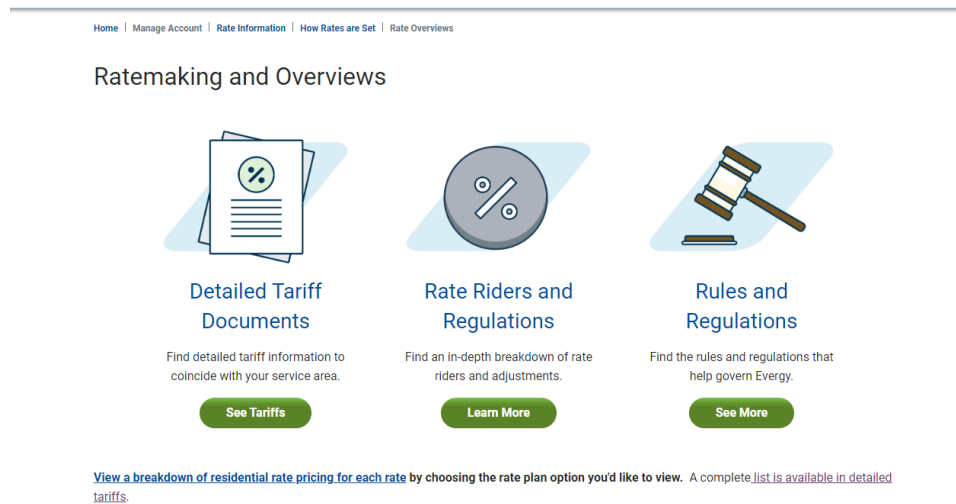 Home | Manage Account | Rate Information | How Rates are Set | Rate Overviews
Ratemaking and Overviews
Detailed Tariff
Documents
Find detailed tariff information to
coincide with your service area.
See Tariffs
Rate Riders and
Regulations
Find an in-depth breakdown of rate
riders and adjustments.
Learn More
Rules and
Regulations
Find the rules and regulations that
help govern Evergy.
See More
View a breakdown of residential rate pricing for each rate by choosing the rate plan option you'd like to view. A complete list is available in detailed
tariffs.